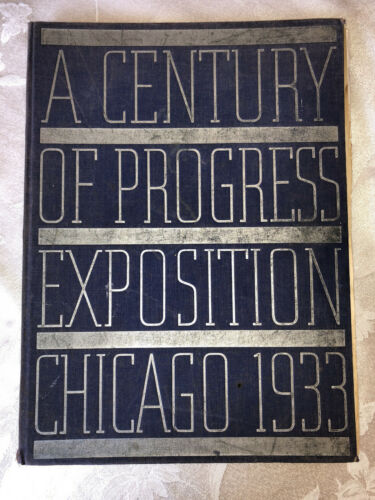 A CENTURY
OF PROGRESS
EXPOSITION
CHICAGO 1933